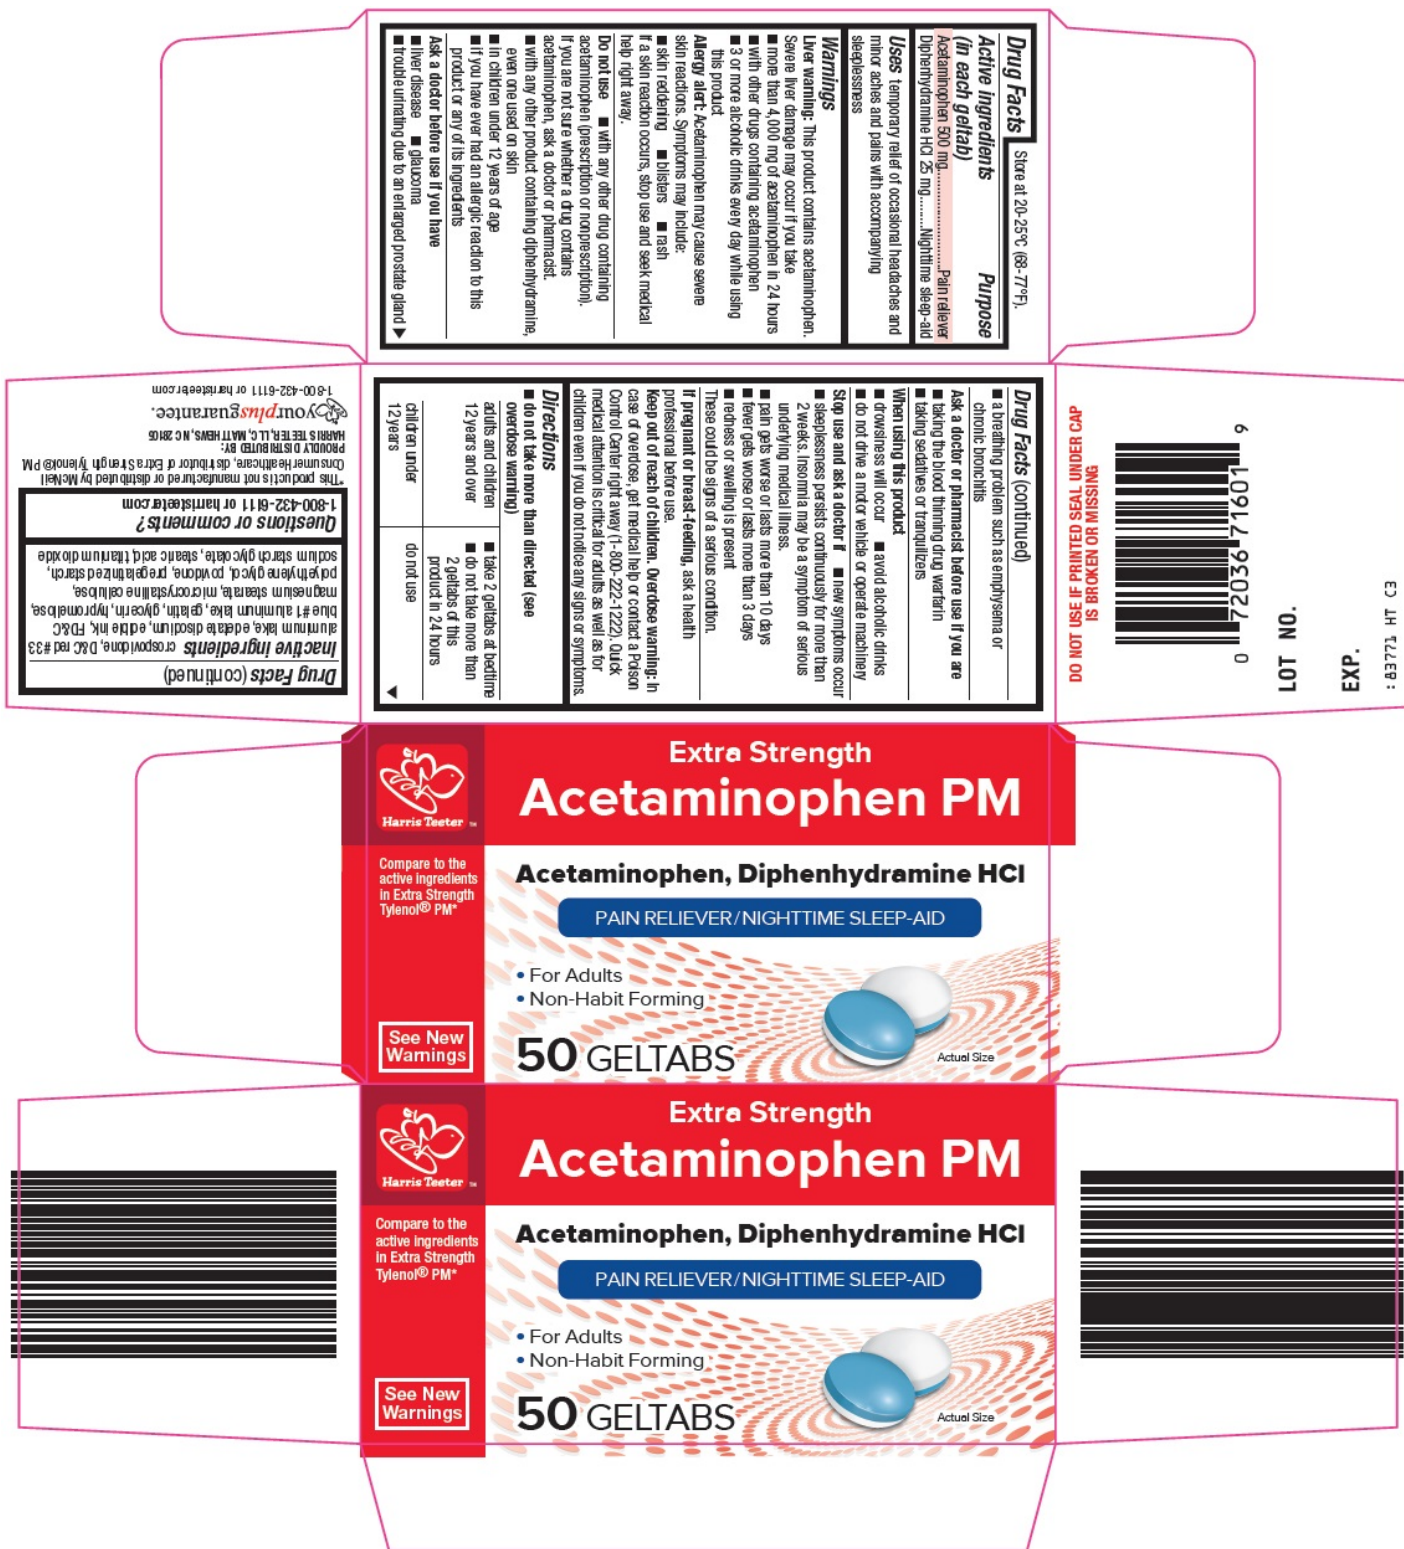 Drug Facts
Store at 20-25°C (68-77°F).
Active ingredients
(in each geltab)
Purpose
Acetaminophen 500 mg..........................Pain reliever
Diphenhydramine HCl 25 mg..........Nighttime sleep-aid
Uses temporary relief of occasional headaches and
minor aches and pains with accompanying
sleeplessness
Warnings
Liver warning: This product contains acetaminophen.
Severe liver damage may occur if you take
■ more than 4,000 mg of acetaminophen in 24 hours
■ with other drugs containing acetaminophen
■ 3 or more alcoholic drinks every day while using
this product
Allergy alert: Acetaminophen may cause severe
skin reactions. Symptoms may include:
■ skin reddening ■ blisters ■ rash
If a skin reaction occurs, stop use and seek medical
help right away.
Do not use ■ with any other drug containing
acetaminophen (prescription or nonprescription).
If you are not sure whether a drug contains
acetaminophen, ask a doctor or pharmacist.
■ with any other product containing diphenhydramine,
even one used on skin
■ in children under 12 years of age
■ if you have ever had an allergic reaction to this
product or any of its ingredients
Ask a doctor before use if you have
■ liver disease ■ glaucoma
■ trouble urinating due to an enlarged prostate gland ▶
Drug Facts (continued)
■ a breathing problem such as emphysema or
chronic bronchitis
Ask a doctor or pharmacist before use if you are
■ taking the blood thinning drug warfarin
■ taking sedatives or tranquilizers
When using this product
■ drowsiness will occur ■ avoid alcoholic drinks
■ do not drive a motor vehicle or operate machinery
Stop use and ask a doctor if ■ new symptoms occur
■ sleeplessness persists continuously for more than
2 weeks. Insomnia may be a symptom of serious
underlying medical illness.
■ pain gets worse or lasts more than 10 days
■ fever gets worse or lasts more than 3 days
■ redness or swelling is present
These could be signs of a serious condition.
If pregnant or breast-feeding, ask a health
professional before use.
Keep out of reach of children. Overdose warning: In
case of overdose, get medical help or contact a Poison
Control Center right away (1-800-222-1222). Quick
medical attention is critical for adults as well as for
children even if you do not notice any signs or symptoms.
Directions
■ do not take more than directed (see
overdose warning)
adults and children
12 years and over
■ take 2 geltabs at bedtime
■ do not take more than
2 geltabs of this
product in 24 hours
children under
12 years
do not use
▶
Drug Facts (continued)
Inactive ingredients crospovidone, D&C red #33
aluminum lake, edetate disodium, edible ink, FD&C
blue #1 aluminum lake, gelatin, glycerin, hypromellose,
magnesium stearate, microcrystalline cellulose,
polyethylene glycol, povidone, pregelatinized starch,
sodium starch glycolate, stearic acid, titanium dioxide
Questions or comments?
1-800-432-6111 or harristeeter.com
*This product is not manufactured or distributed by McNeil
Consumer Healthcare, distributor of Extra Strength Tylenol® PM
PROUDLY DISTRIBUTED BY:
HARRIS TEETER, LLC, MATTHEWS, NC 28105
yourplusguarantee.
1-800-432-6111 or harristeeter.com
DO NOT USE IF PRINTED SEAL UNDER CAP
IS BROKEN OR MISSING
0 72036 71601 9
LOT NO.
EXP.
: 83771 HT C3
Harris Teeter ™
Extra Strength
Acetaminophen PM
Compare to the
active ingredients
in Extra Strength
Tylenol® PM*
Acetaminophen, Diphenhydramine HCl
PAIN RELIEVER/NIGHTTIME SLEEP-AID
• For Adults
• Non-Habit Forming
See New
Warnings
50 GELTABS
Actual Size
Harris Teeter ™
Extra Strength
Acetaminophen PM
Compare to the
active ingredients
in Extra Strength
Tylenol® PM*
Acetaminophen, Diphenhydramine HCl
PAIN RELIEVER/NIGHTTIME SLEEP-AID
• For Adults
• Non-Habit Forming
See New
Warnings
50 GELTABS
Actual Size